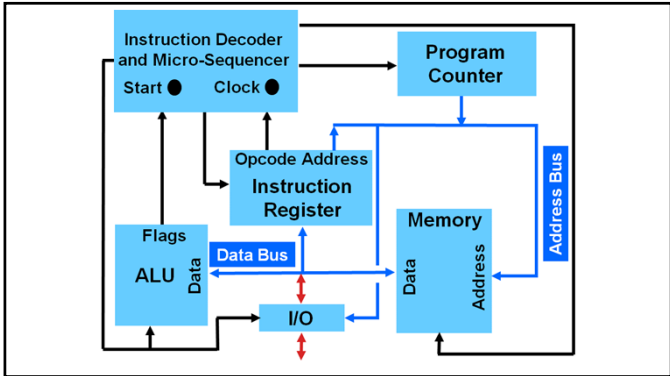 Instruction Decoder
and Micro-Sequencer
Start
Clock
Program
Counter
Opcode Address
Instruction
Register
Address Bus
Flags
ALU
Data
Data Bus
Memory
Data
Address
I/O